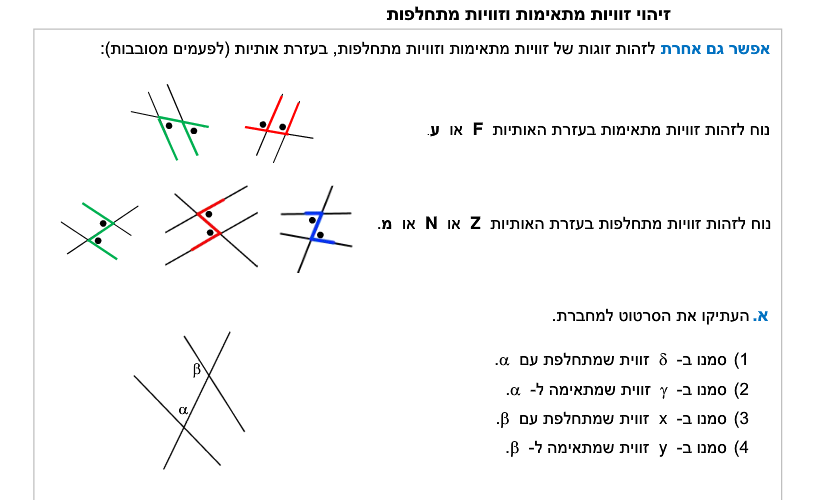 זיהוי זוויות מתאימות וזוויות מתחלפות
אפשר גם אחרת לזהות זוגות של זוויות מתאימות וזוויות מתחלפות, בעזרת אותיות (לפעמים מסובבות):
נוח לזהות זוויות מתאימות בעזרת האותיות F או ע.
נוח לזהות זוויות מתחלפות בעזרת האותיות Z או N או מ.
א. העתיקו את הסרטוט למחברת.
1) סמנו ב- δ זווית שמתחלפת עם α.
2) סמנו ב- γ זווית שמתאימה ל- α.
3) סמנו ב- x זווית שמתחלפת עם β.
4) סמנו ב- y זווית שמתאימה ל- β.
β
α